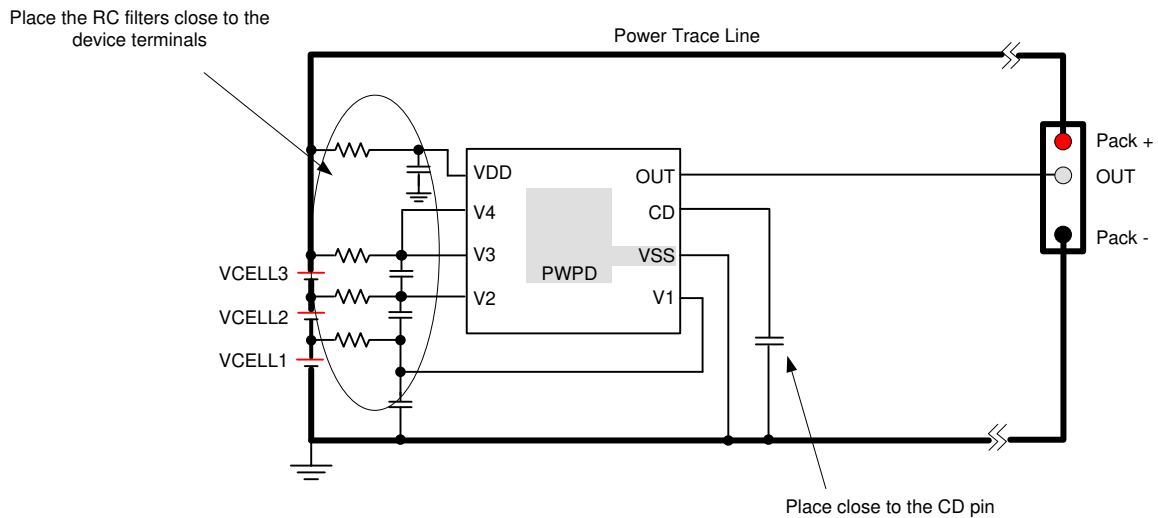 Place the RC filters close to the
device terminals
Power Trace Line
Pack +
OUT
Pack -
VDD
V4
V3
V2
OUT
CD
VSS
V1
PWPD
VCELL3
VCELL2
VCELL1
Place close to the CD pin